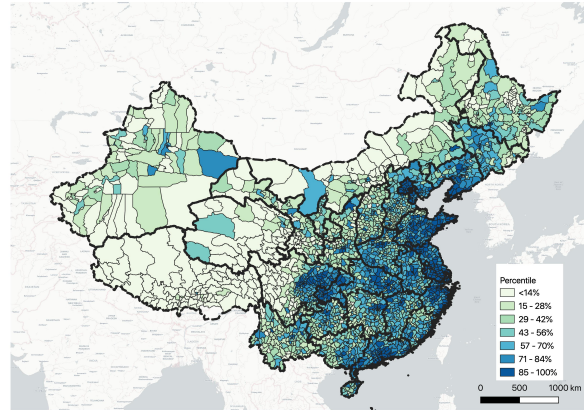 Percentile
<14%
15 - 28%
29 - 42%
43 - 56%
57 - 70%
71 - 84%
85 - 100%
0 500 1000 km